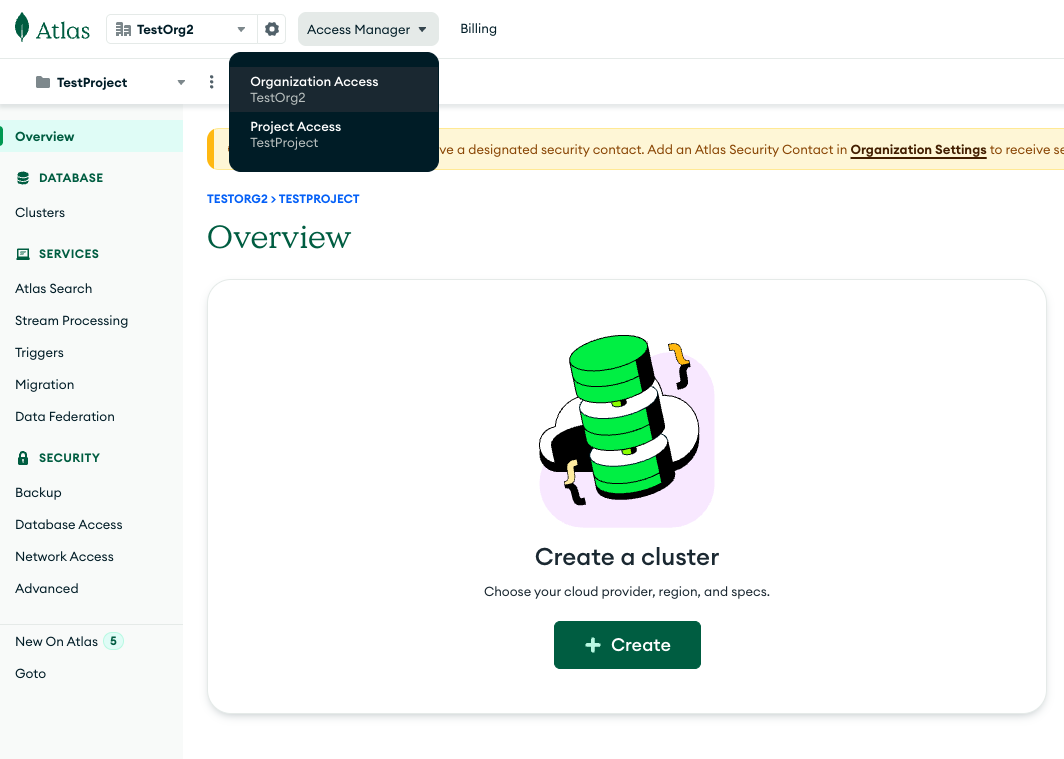 Atlas
TestOrg2
Access Manager
Billing
TestProject
Organization Access
TestOrg2
Project Access
TestProject
ve a designated security contact. Add an Atlas Security Contact in Organization Settings to receive se
Overview
DATABASE
Clusters
SERVICES
Atlas Search
Stream Processing
Triggers
Migration
Data Federation
SECURITY
Backup
Database Access
Network Access
Advanced
New On Atlas 5
Goto
TESTORG2 > TESTPROJECT
Overview
Create a cluster
Choose your cloud provider, region, and specs.
+ Create